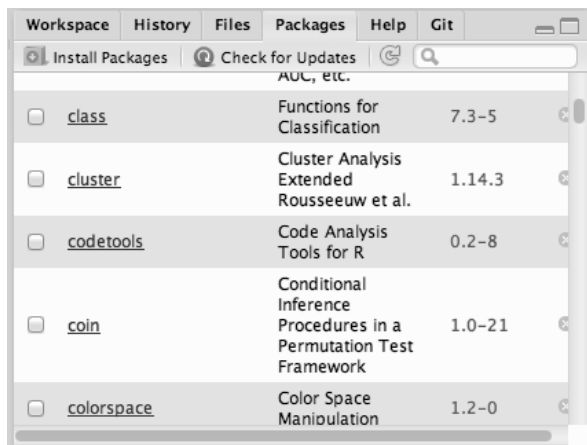 Workspace History Files Packages Help Git
Install Packages Check for Updates
AUC, etc.
class Functions for 7.3-5
Classification
Cluster Analysis
cluster Extended 1.14.3
Rousseeuw et al.
codetools Code Analysis 0.2-8
Tools for R
Conditional
Inference
coin Procedures in a 1.0-21
Permutation Test
Framework
colorspace Color Space 1.2-0
Manipulation